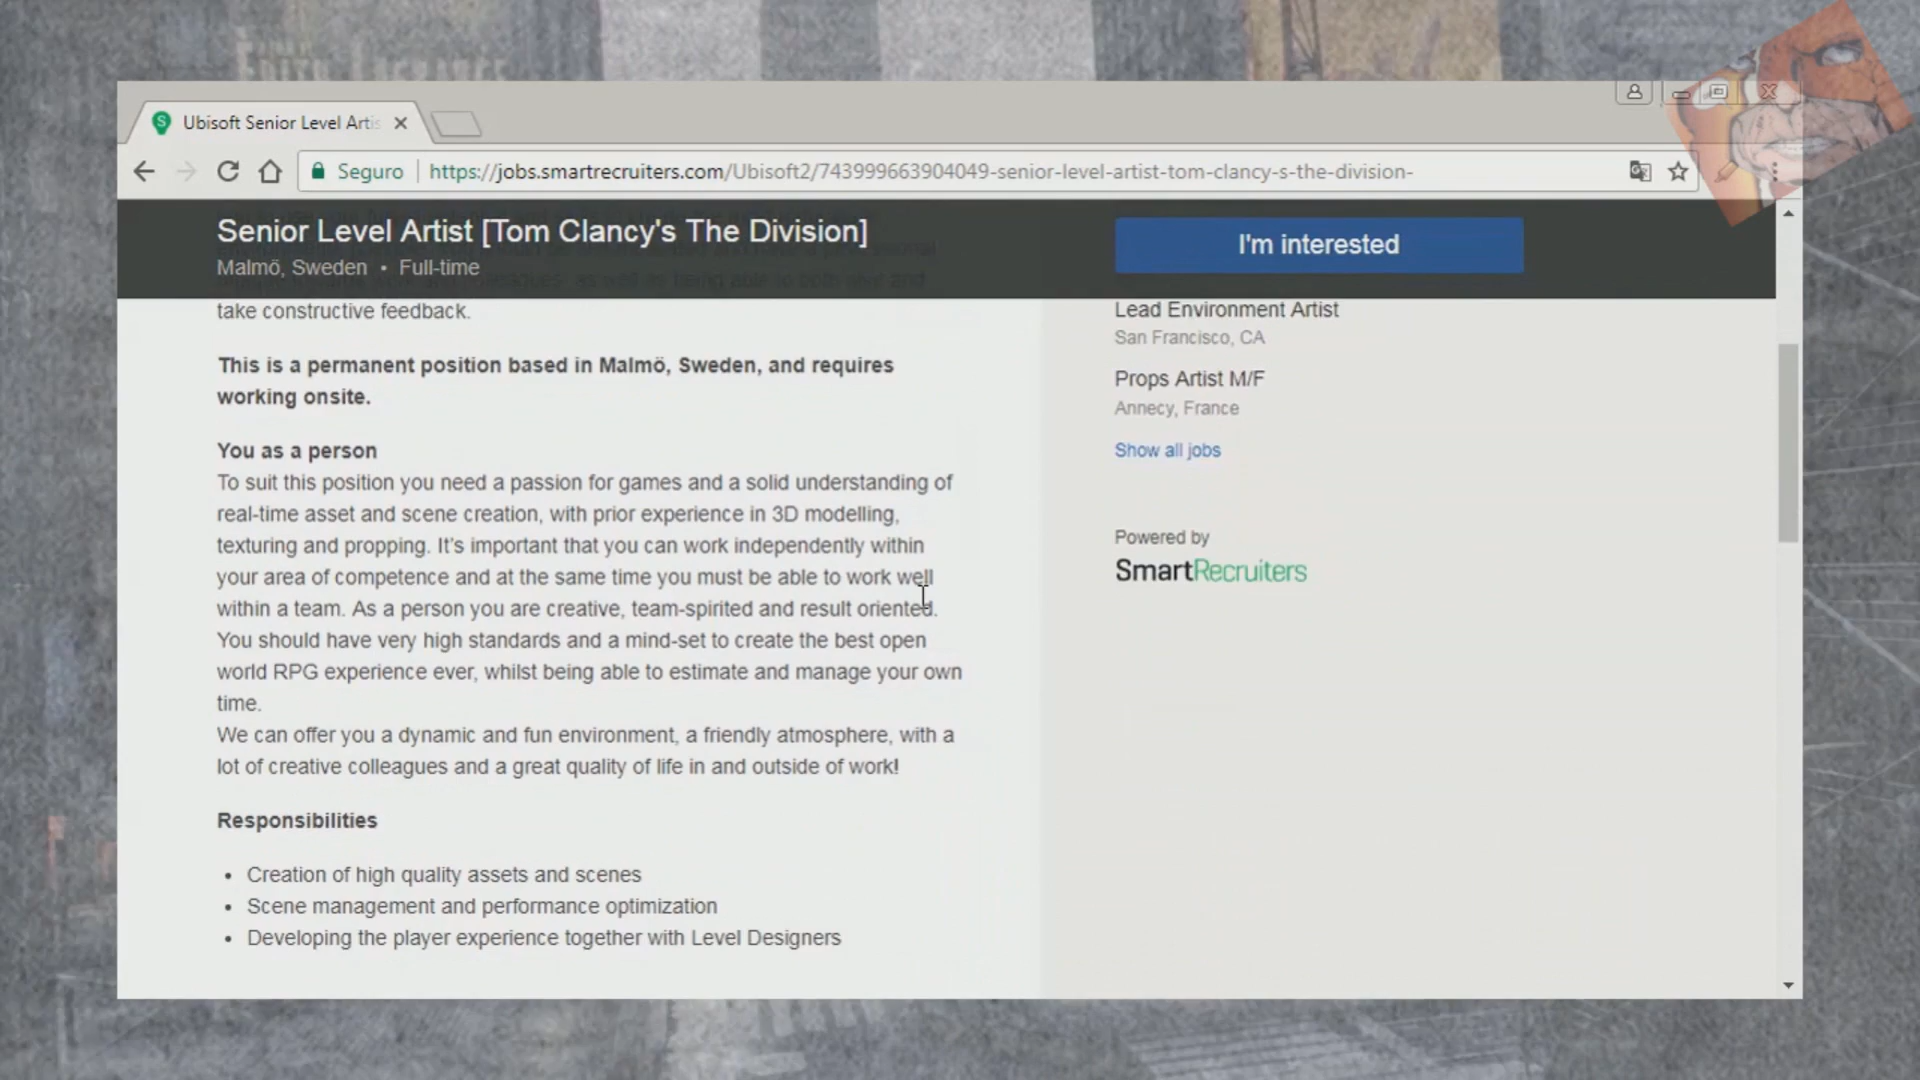 Ubisoft Senior Level Artis
Seguro https://jobs.smartrecruiters.com/Ubisoft2/743999663904049-senior-level-artist-tom-clancy-s-the-division-
Senior Level Artist [Tom Clancy's The Division]
Malmö, Sweden • Full-time
I'm interested
take constructive feedback.
This is a permanent position based in Malmö, Sweden, and requires
working onsite.
You as a person
To suit this position you need a passion for games and a solid understanding of
real-time asset and scene creation, with prior experience in 3D modelling,
texturing and propping. It's important that you can work independently within
your area of competence and at the same time you must be able to work well
within a team. As a person you are creative, team-spirited and result oriented.
You should have very high standards and a mind-set to create the best open
world RPG experience ever, whilst being able to estimate and manage your own
time.
We can offer you a dynamic and fun environment, a friendly atmosphere, with a
lot of creative colleagues and a great quality of life in and outside of work!
Responsibilities
• Creation of high quality assets and scenes
• Scene management and performance optimization
• Developing the player experience together with Level Designers
Lead Environment Artist
San Francisco, CA
Props Artist M/F
Annecy, France
Show all jobs
Powered by
SmartRecruiters